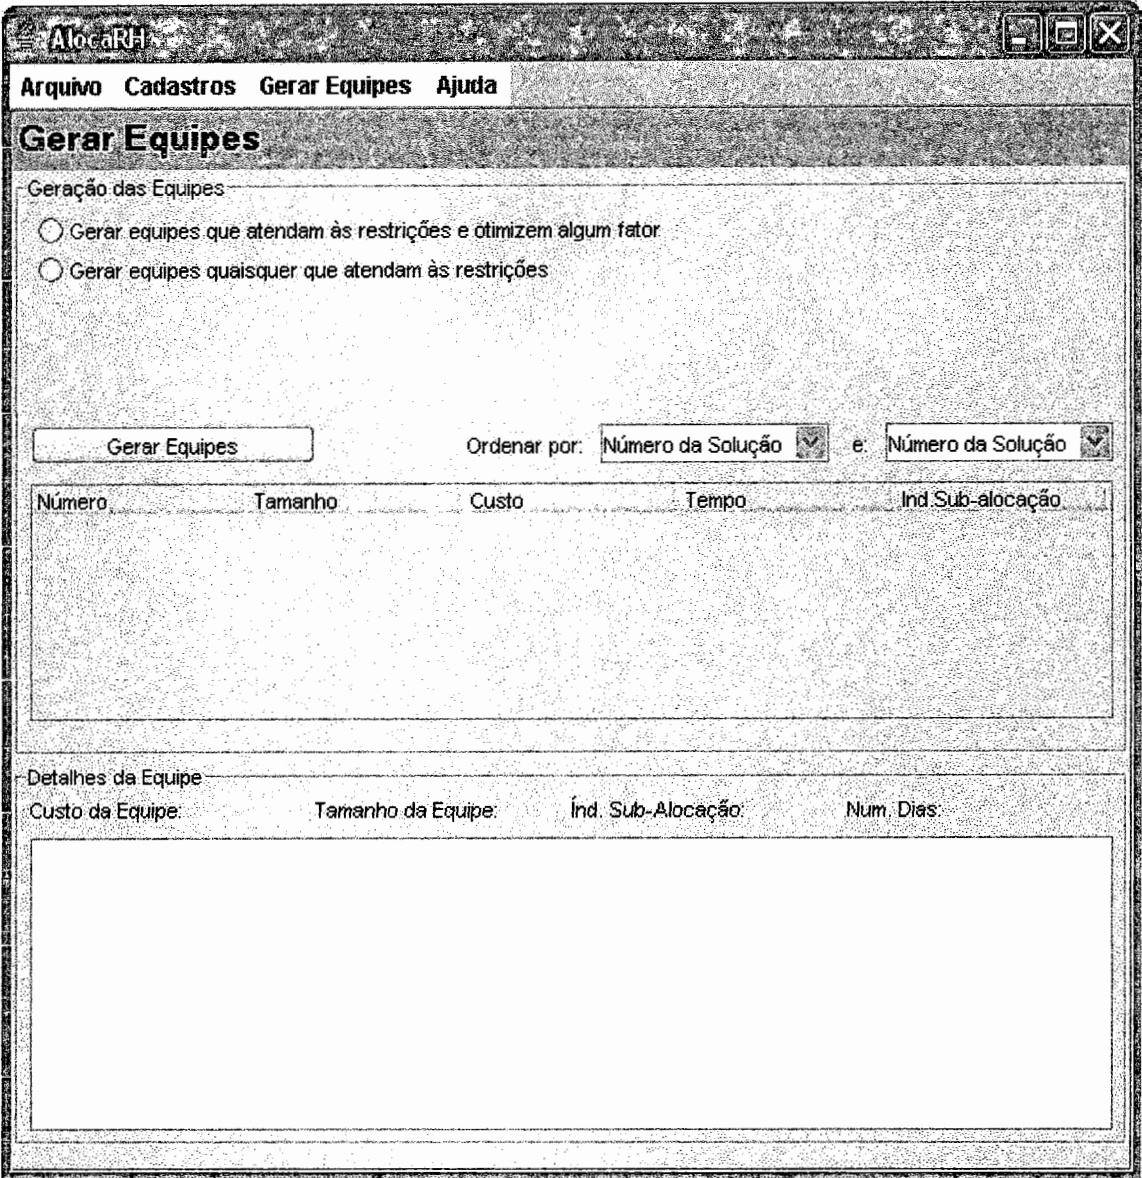 AlocaRH
Arquivo Cadastros Gerar Equipes Ajuda
Gerar Equipes
Geração das Equipes
Gerar equipes que atendam às restrições e otimizem algum fator
Gerar equipes quaisquer que atendam às restrições
Gerar Equipes Ordenar por: Número da Solução e: Número da Solução
Número Tamanho Custo Tempo Ind.Sub-alocação
Detalhes da Equipe
Custo da Equipe: Tamanho da Equipe: Índ. Sub-Alocação: Num. Dias: